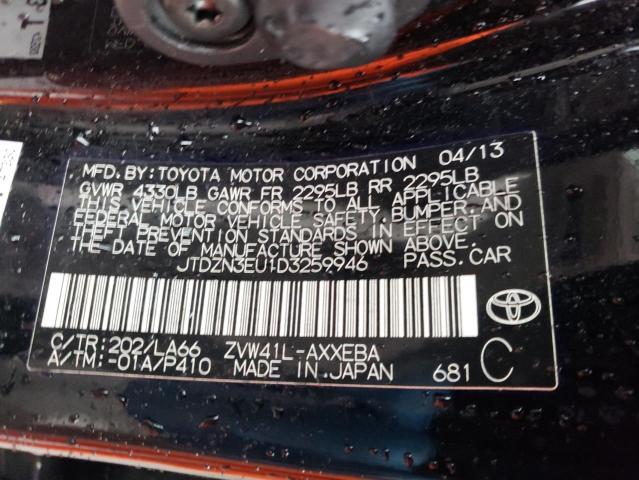 MFD.BY:TOYOTA MOTOR CORPORATION 04/13
GVWR 4330LB GAWR FR 2295LB RR 2295LB
THIS VEHICLE CONFORMS TO ALL APPLICABLE
FEDERAL MOTOR VEHICLE SAFETY, BUMPER, AND
THEFT PREVENTION STANDARDS IN EFFECT ON
THE DATE OF MANUFACTURE SHOWN ABOVE.
JTDZN3EU1D3259946 PASS.CAR
C/TR:202/LA66 ZVW41L-AXXEBA
A/TM:-01A/P410 MADE IN JAPAN 681 C